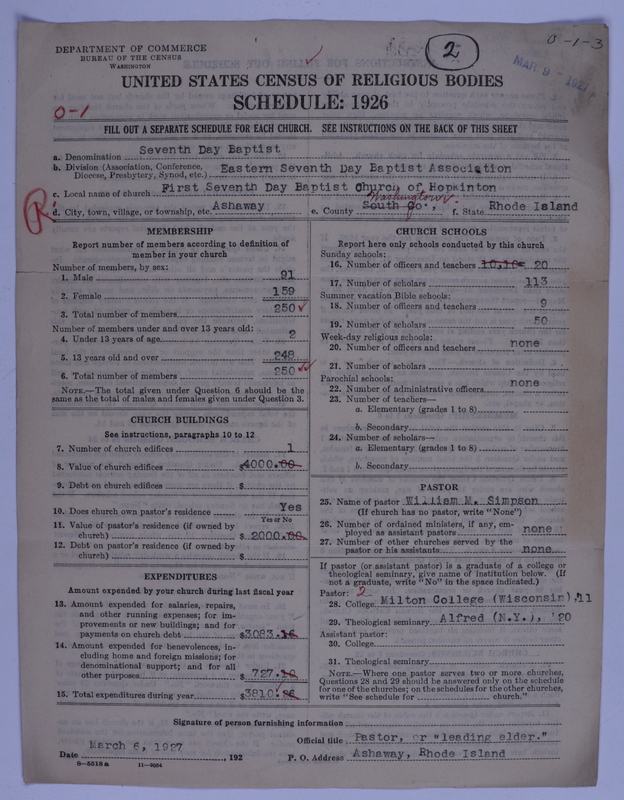 DEPARTMENT OF COMMERCE
BUREAU OF THE CENSUS
WASHINGTON
2
0-1-3
MAR 9 - 1927
UNITED STATES CENSUS OF RELIGIOUS BODIES
SCHEDULE: 1926
0-1
FILL OUT A SEPARATE SCHEDULE FOR EACH CHURCH. SEE INSTRUCTIONS ON THE BACK OF THIS SHEET
a. Denomination Seventh Day Baptist
b. Division (Association, Conference, Diocese, Presbytery, Synod, etc.) Eastern Seventh Day Baptist Association
c. Local name of church First Seventh Day Baptist Church of Hopkinton
Washington
d. City, town, village, or township, etc. Ashaway e. County South Co., f. State Rhode Island
MEMBERSHIP
Report number of members according to definition of
member in your church
Number of members, by sex:
1. Male 91
2. Female 159
3. Total number of members 250
Number of members under and over 13 years old:
4. Under 13 years of age 2
5. 13 years old and over 248
6. Total number of members 250
NOTE.—The total given under Question 6 should be
same as the total of males and females given under Question 3.
CHURCH BUILDINGS
See instructions, paragraphs 10 to 12
7. Number of church edifices 1
8. Value of church edifices $4000.00
9. Debt on church edifices $
10. Does church own pastor's residence Yes
Yes or No
11. Value of pastor's residence (if owned by
church) $ 2000.00
12. Debt on pastor's residence (if owned by
church) $
EXPENDITURES
Amount expended by your church during last fiscal year
13. Amount expended for salaries, repairs,
and other running expenses; for im-
provements or new buildings; and for
payments on church debt $3083.16
14. Amount expended for benevolences, in-
cluding home and foreign missions; for
denominational support; and for all
other purposes $ 727.10
15. Total expenditures during year $3810.26
CHURCH SCHOOLS
Report here only schools conducted by this church
Sunday schools:
16. Number of officers and teachers 20
17. Number of scholars 113
Summer vacation Bible schools:
18. Number of officers and teachers 9
19. Number of scholars 50
Week-day religious schools:
20. Number of officers and teachers none
21. Number of scholars
Parochial schools:
22. Number of administrative officers none
23. Number of teachers—
a. Elementary (grades 1 to 8)
b. Secondary
24. Number of scholars—
a. Elementary (grades 1 to 8)
b. Secondary
PASTOR
25. Name of pastor William M. Simpson
(If church has no pastor, write "None")
26. Number of ordained ministers, if any, em-
ployed as assistant pastors none
27. Number of other churches served by the
pastor or his assistants none
If pastor (or assistant pastor) is a graduate of a college or
theological seminary, give name of institution below. (If
not a graduate, write "No" in the space indicated.)
Pastor: 2
28. College Milton College (Wisconsin), 11
29. Theological seminary Alfred (N.Y.), '20
Assistant pastor:
30. College
31. Theological seminary
NOTE.—Where one pastor serves two or more churches,
Questions 28 and 29 should be answered only on the schedule
for one of the churches; on the schedules for the other churches,
write "See schedule for church."
Signature of person furnishing information
Official title Pastor, or "leading elder."
Date March 6, 1927, 192 P. O. Address Ashaway, Rhode Island
8-5518a 11-9054